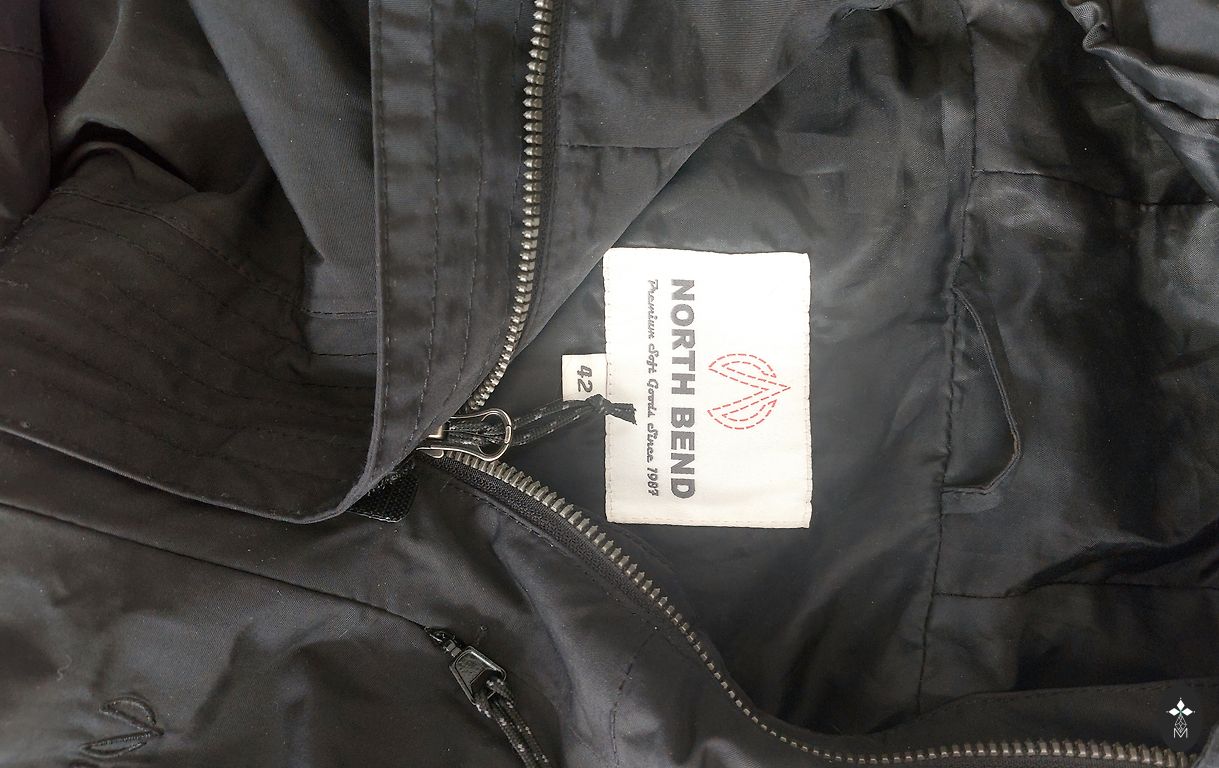 NORTH BEND
Premium Soft Goods Since 1987
42